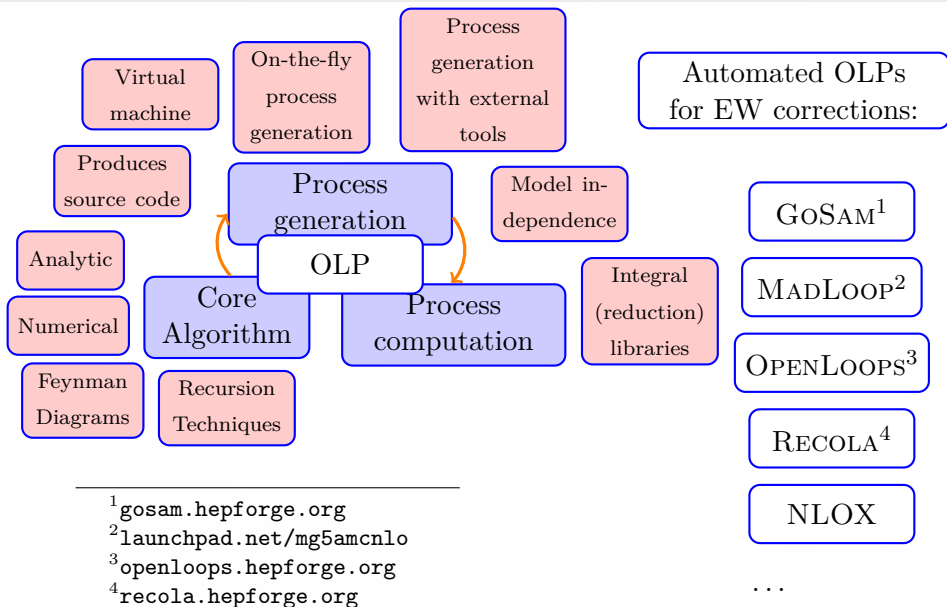 Virtual
machine
On-the-fly
process
generation
Process
generation
with external
tools
Automated OLPs
for EW corrections:
Produces
source code
Process
generation
Model in-
dependence
GoSam¹
Analytic
OLP
Numerical
Core
Algorithm
Process
computation
Integral
(reduction)
libraries
MadLoop²
Feynman
Diagrams
Recursion
Techniques
OpenLoops³
Recola⁴
NLOX
...
¹gosam.hepforge.org
²launchpad.net/mg5amcnlo
³openloops.hepforge.org
⁴recola.hepforge.org